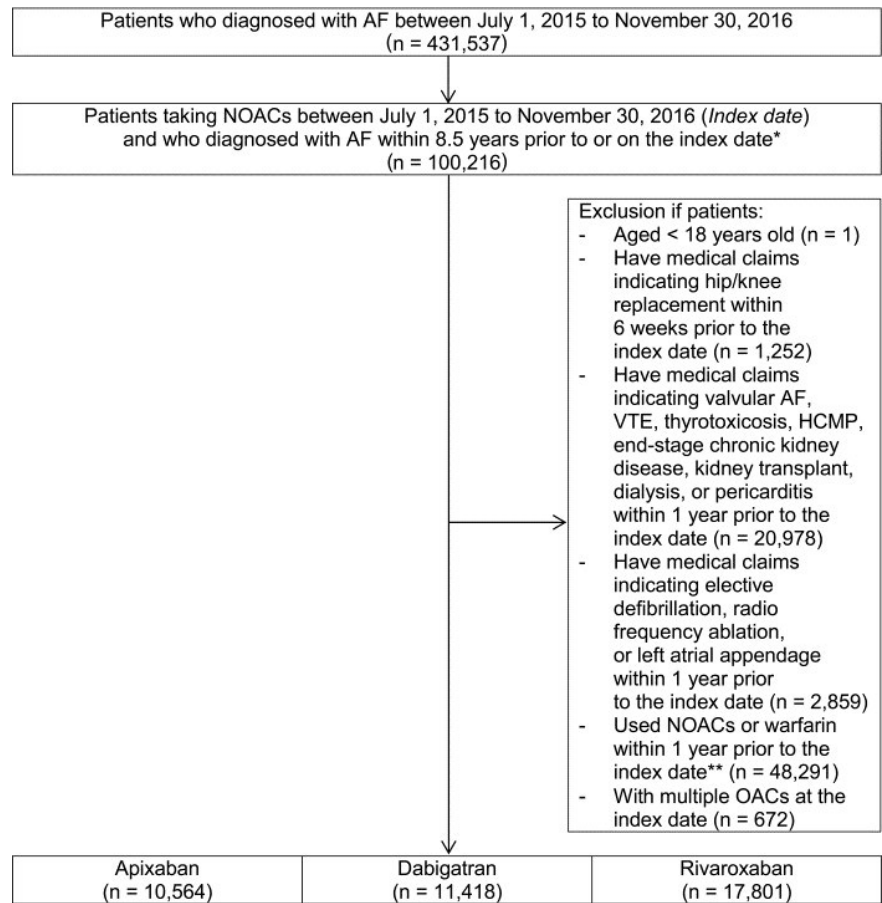 Patients who diagnosed with AF between July 1, 2015 to November 30, 2016
(n = 431,537)
Patients taking NOACs between July 1, 2015 to November 30, 2016 (Index date)
and who diagnosed with AF within 8.5 years prior to or on the index date*
(n = 100,216)
Exclusion if patients:
- Aged < 18 years old (n = 1)
- Have medical claims
indicating hip/knee
replacement within
6 weeks prior to the
index date (n = 1,252)
- Have medical claims
indicating valvular AF,
VTE, thyrotoxicosis, HCMP,
end-stage chronic kidney
disease, kidney transplant,
dialysis, or pericarditis
within 1 year prior to the
index date (n = 20,978)
- Have medical claims
indicating elective
defibrillation, radio
frequency ablation,
or left atrial appendage
within 1 year prior
to the index date (n = 2,859)
- Used NOACs or warfarin
within 1 year prior to the
index date** (n = 48,291)
- With multiple OACs at the
index date (n = 672)
Apixaban
(n = 10,564)
Dabigatran
(n = 11,418)
Rivaroxaban
(n = 17,801)